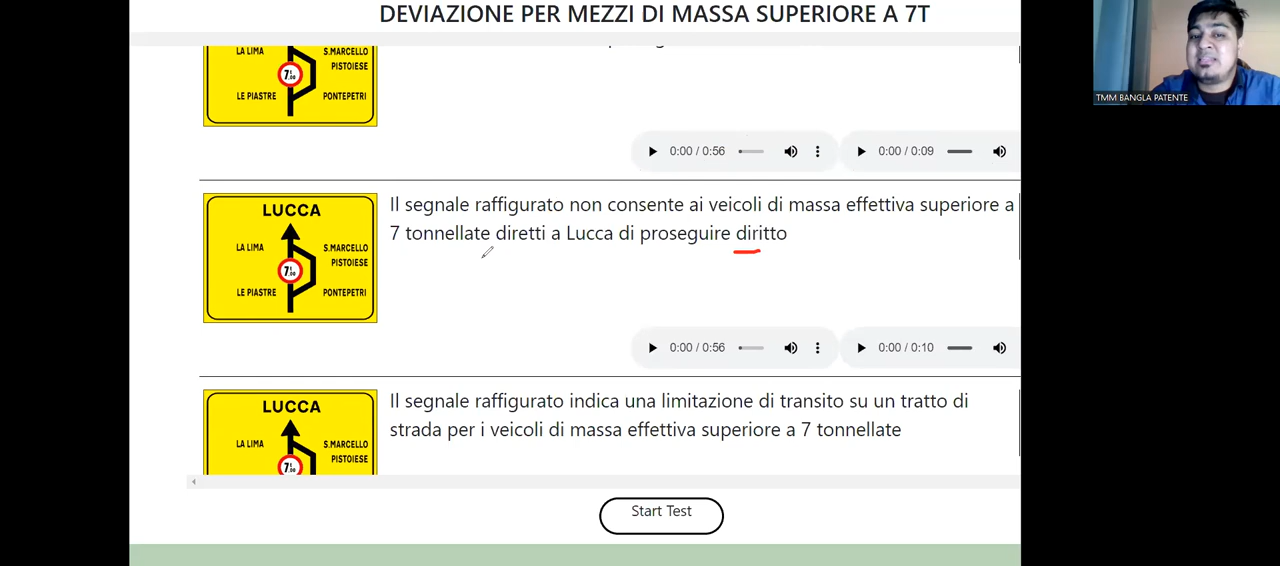 DEVIAZIONE PER MEZZI DI MASSA SUPERIORE A 7T
TMM BANGLA PATENTE
LA LIMA
S.MARCELLO
PISTOIESE
7,00
t
LE PIASTRE
PONTEPETRI
0:00 / 0:56
0:00 / 0:09
LUCCA
LA LIMA
S.MARCELLO
PISTOIESE
7,00
t
LE PIASTRE
PONTEPETRI
Il segnale raffigurato non consente ai veicoli di massa effettiva superiore a
7 tonnellate diretti a Lucca di proseguire diritto
0:00 / 0:56
0:00 / 0:10
LUCCA
LA LIMA
S.MARCELLO
PISTOIESE
Il segnale raffigurato indica una limitazione di transito su un tratto di
strada per i veicoli di massa effettiva superiore a 7 tonnellate
Start Test